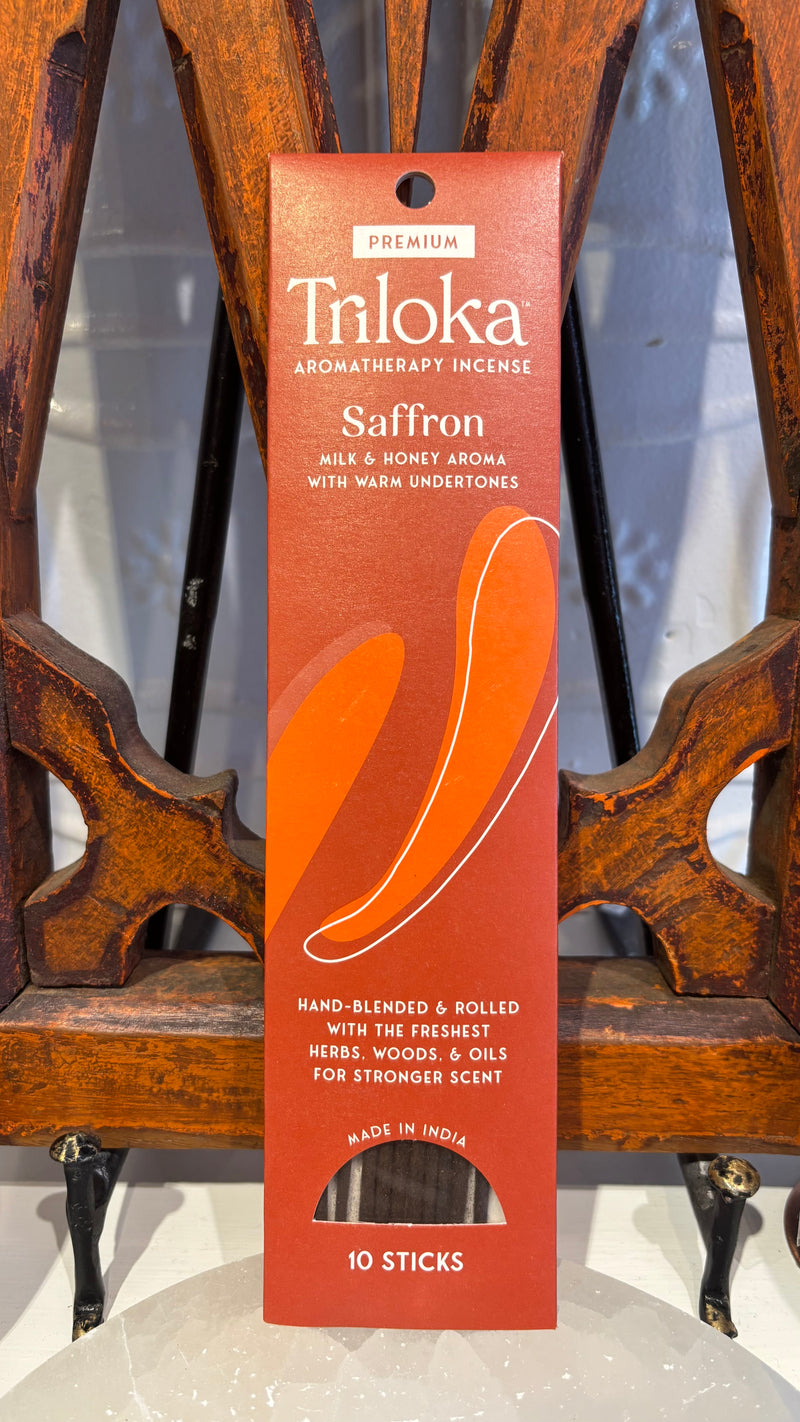 PREMIUM
Triloka™
AROMATHERAPY INCENSE
Saffron
MILK & HONEY AROMA
WITH WARM UNDERTONES
HAND-BLENDED & ROLLED
WITH THE FRESHEST
HERBS, WOODS, & OILS
FOR STRONGER SCENT
MADE IN INDIA
10 STICKS